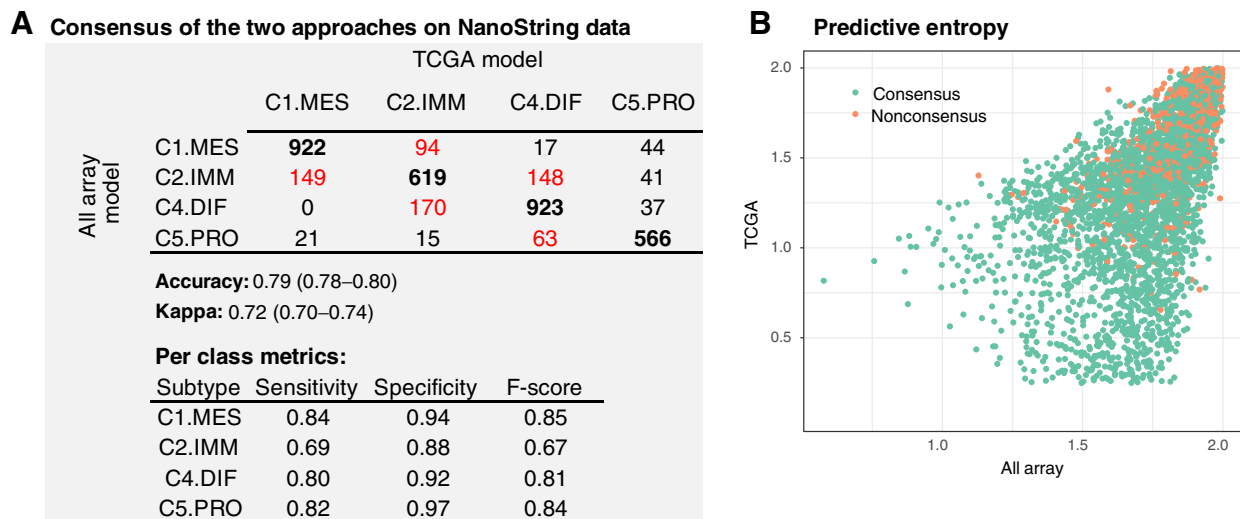 A Consensus of the two approaches on NanoString data
TCGA model
C1.MES C2.IMM C4.DIF C5.PRO
All array
model
C1.MES 922 94 17 44
C2.IMM 149 619 148 41
C4.DIF 0 170 923 37
C5.PRO 21 15 63 566
Accuracy: 0.79 (0.78–0.80)
Kappa: 0.72 (0.70–0.74)
Per class metrics:
Subtype Sensitivity Specificity F-score
C1.MES 0.84 0.94 0.85
C2.IMM 0.69 0.88 0.67
C4.DIF 0.80 0.92 0.81
C5.PRO 0.82 0.97 0.84
B Predictive entropy
2.0
1.5
1.0
0.5
TCGA
Consensus
Nonconsensus
1.0 1.5 2.0
All array